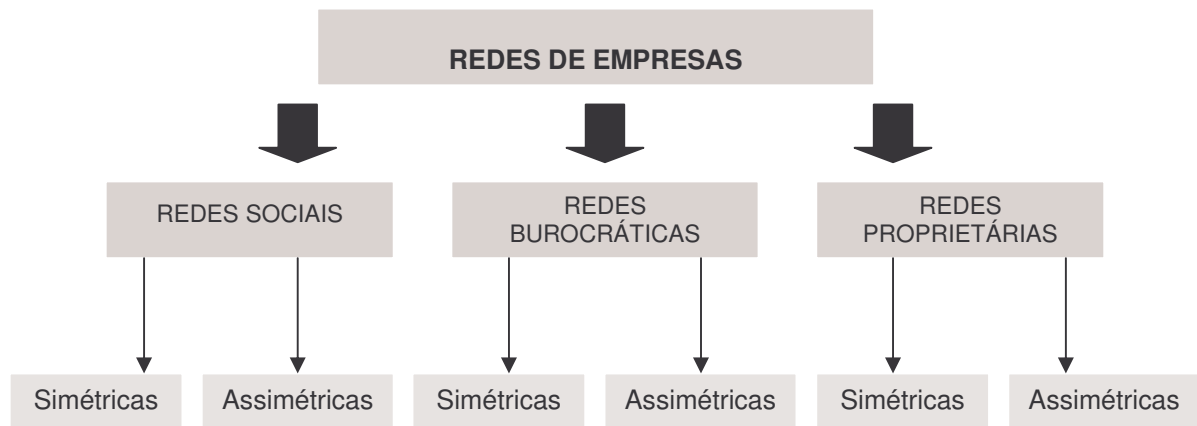 REDES DE EMPRESAS
REDES SOCIAIS
REDES
BUROCRÁTICAS
REDES
PROPRIETÁRIAS
Simétricas
Assimétricas
Simétricas
Assimétricas
Simétricas
Assimétricas